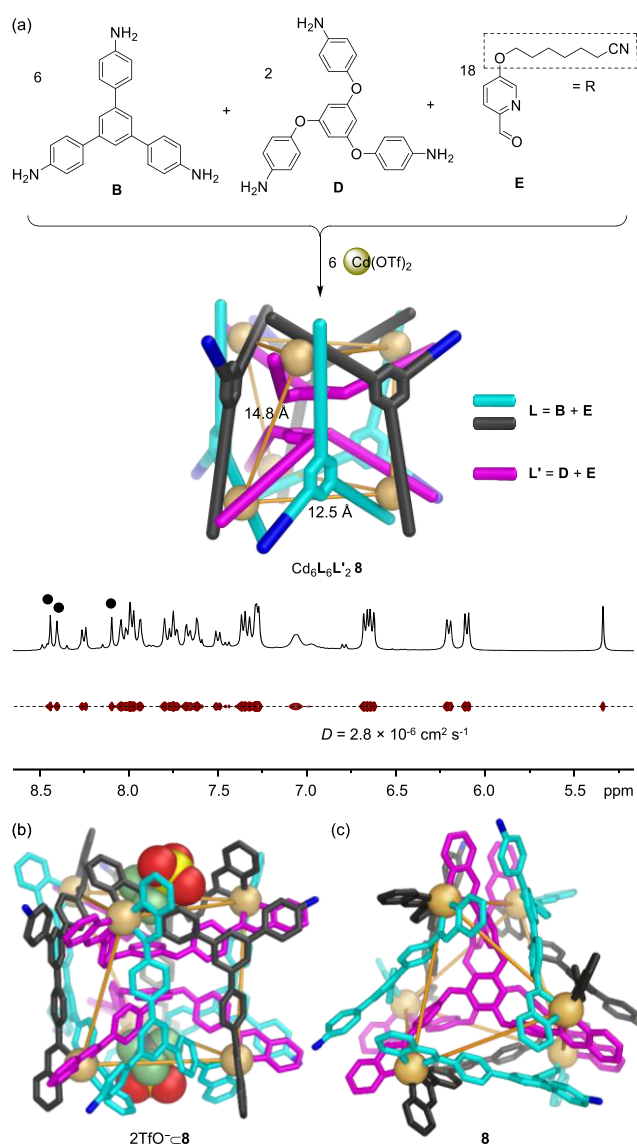 (a)
6
NH2
H2N
NH2
B
+
2
NH2
O
O
O
H2N
NH2
D
+
18
O
CN
N
O
= R
E
6 Cd(OTf)2
14.8 Å
12.5 Å
L = B + E
L' = D + E
Cd6L6L'2 8
D = 2.8 × 10-6 cm2 s-1
8.5 8.0 7.5 7.0 6.5 6.0 5.5 ppm
(b)
(c)
2TfO-⊂8
8